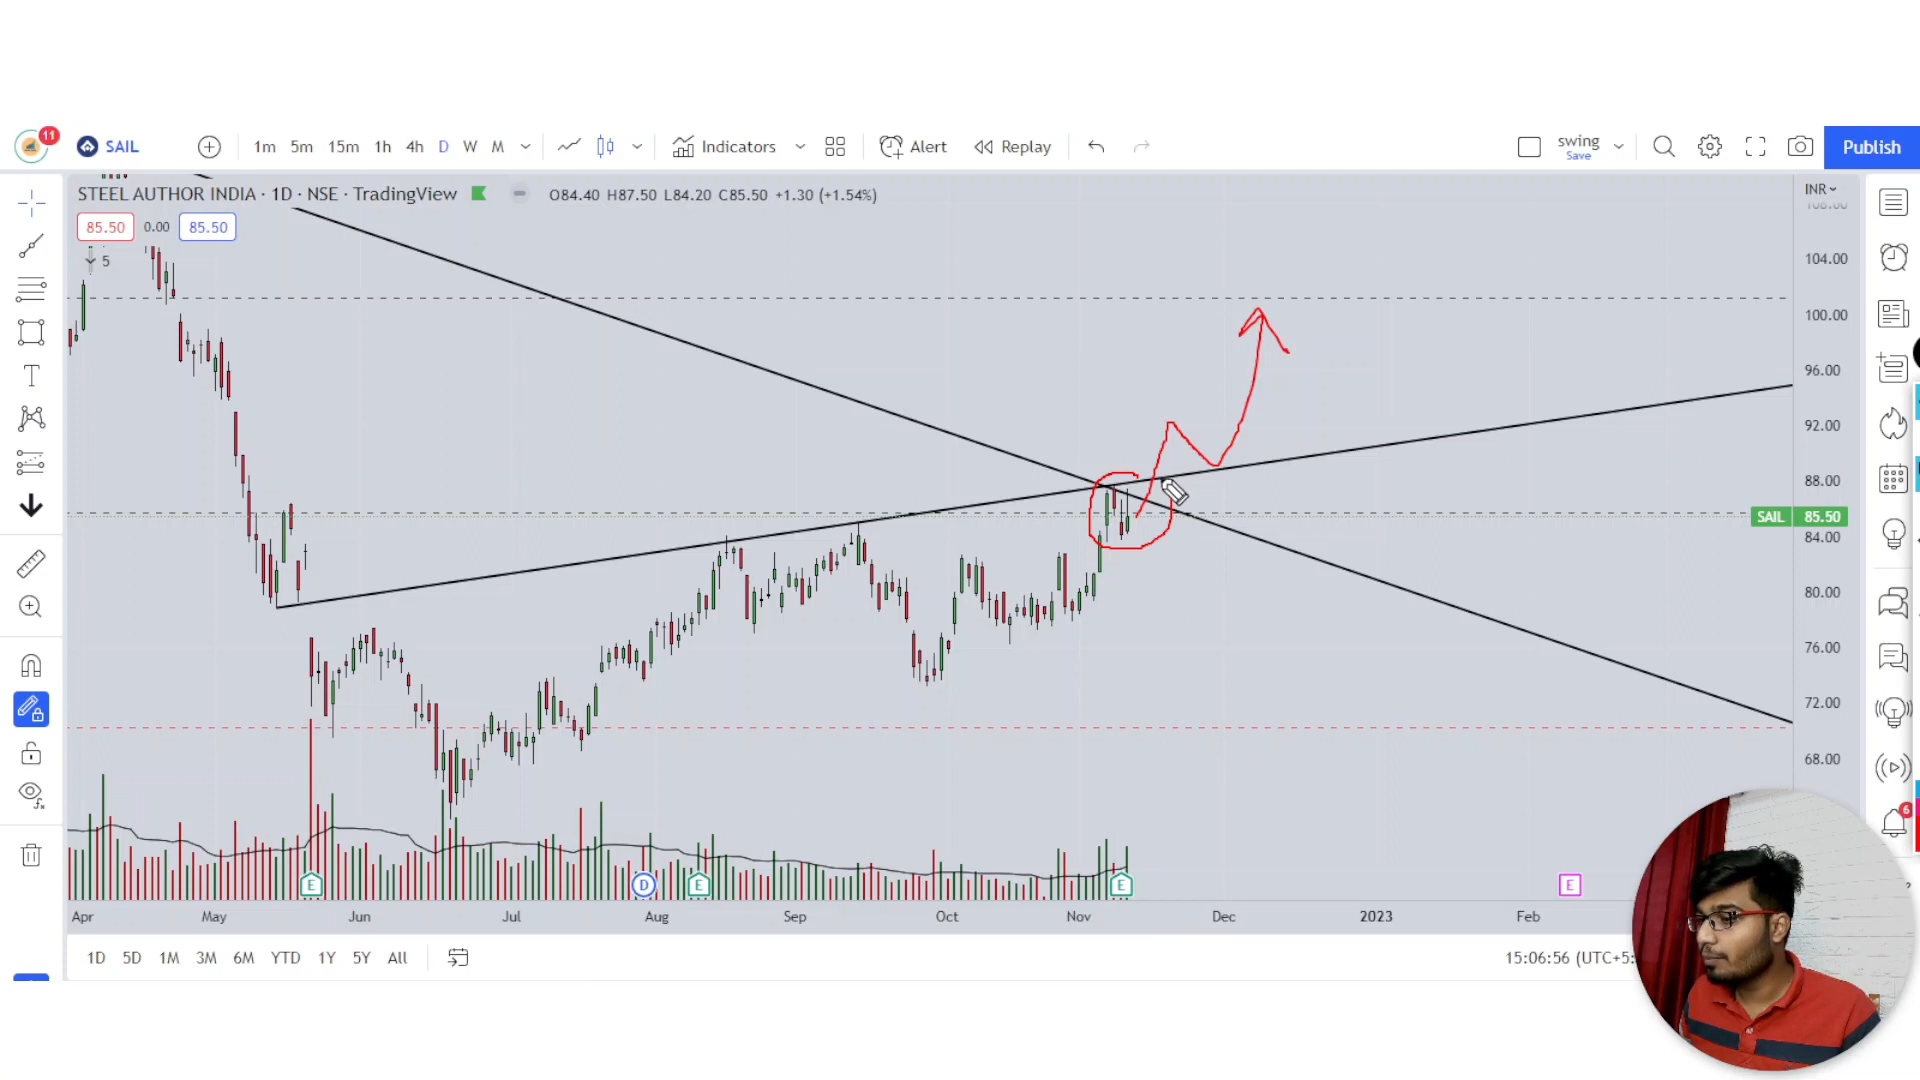 11
SAIL
1m 5m 15m 1h 4h D W M
Indicators
Alert
Replay
swing
Save
Publish
STEEL AUTHOR INDIA · 1D · NSE · TradingView
O84.40 H87.50 L84.20 C85.50 +1.30 (+1.54%)
INR
108.00
85.50 0.00 85.50
5
104.00
100.00
96.00
92.00
88.00
SAIL 85.50
84.00
80.00
76.00
72.00
68.00
6
E D E E E
Apr May Jun Jul Aug Sep Oct Nov Dec 2023 Feb
1D 5D 1M 3M 6M YTD 1Y 5Y All
15:06:56 (UTC+5: